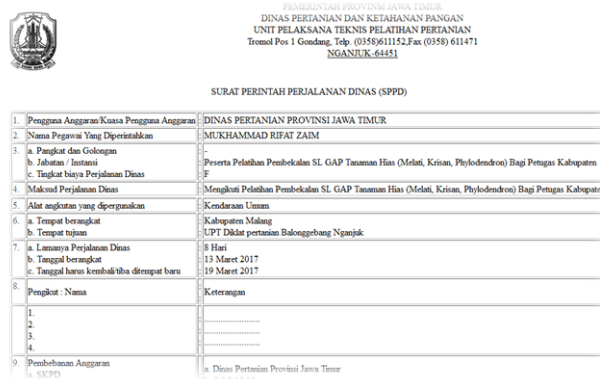 PEMERINTAH PROVINSI JAWA TIMUR
DINAS PERTANIAN DAN KETAHANAN PANGAN
UNIT PELAKSANA TEKNIS PELATIHAN PERTANIAN
Tromol Pos 1 Gondang, Telp. (0358)611152,Fax (0358) 611471
NGANJUK-64451
SURAT PERINTAH PERJALANAN DINAS (SPPD)
1. Pengguna Anggaran/Kuasa Pengguna Anggaran : DINAS PERTANIAN PROVINSI JAWA TIMUR
2. Nama Pegawai Yang Diperintahkan : MUKHAMMAD RIFAT ZAIM
3. a. Pangkat dan Golongan : -
b. Jabatan / Instansi : Peserta Pelatihan Pembekalan SL GAP Tanaman Hias (Melati, Krisan, Phylodendron) Bagi Petugas Kabupaten
c. Tingkat biaya Perjalanan Dinas : F
4. Maksud Perjalanan Dinas : Mengikuti Pelatihan Pembekalan SL GAP Tanaman Hias (Melati, Krisan, Phylodendron) Bagi Petugas Kabupate
5. Alat angkutan yang dipergunakan : Kendaraan Umum
6. a. Tempat berangkat : Kabupaten Malang
b. Tempat tujuan : UPT Diklat pertanian Balonggebang Nganjuk
7. a. Lamanya Perjalanan Dinas : 8 Hari
b. Tanggal berangkat : 13 Maret 2017
c. Tanggal harus kembali/tiba ditempat baru : 19 Maret 2017
8. Pengikut : Nama : Keterangan
1. : ............................
2. : ............................
3. : ............................
4.
9. Pembebanan Anggaran
a. SKPD a. Dinas Pertanian Provinsi Jawa Timur